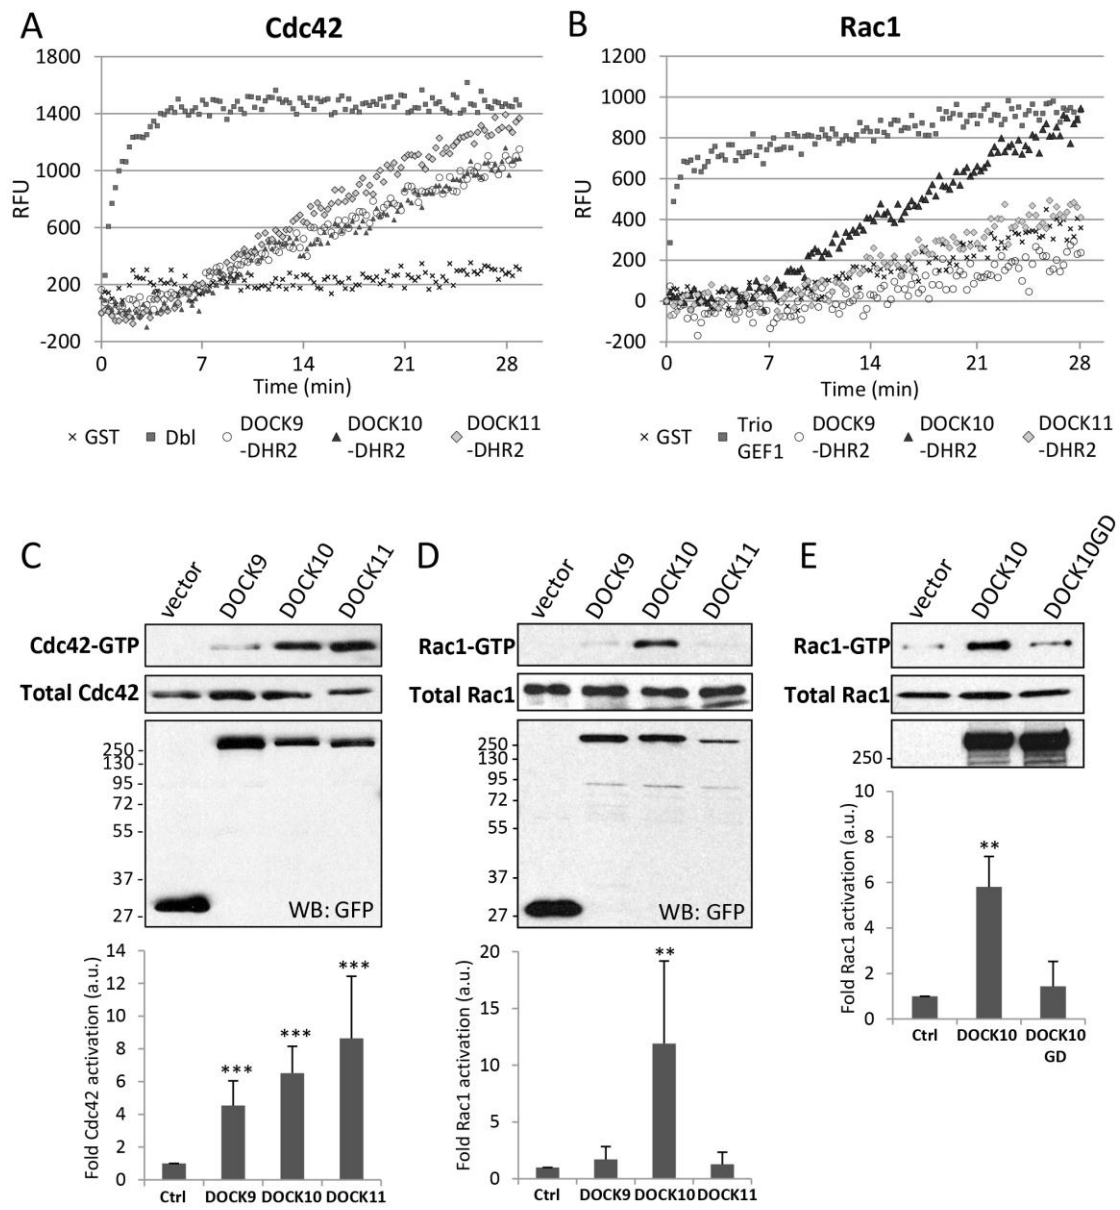 A
Cdc42
1800
1400
1000
600
200
-200
RFU
0 7 14 21 28
Time (min)
× GST ■ Dbl ○ DOCK9 -DHR2 ▲ DOCK10 -DHR2 ◇ DOCK11 -DHR2
B
Rac1
1200
1000
800
600
400
200
0
-200
RFU
0 7 14 21 28
Time (min)
× GST ■ Trio GEF1 ○ DOCK9 -DHR2 ▲ DOCK10 -DHR2 ◇ DOCK11 -DHR2
C
vector DOCK9 DOCK10 DOCK11
Cdc42-GTP
Total Cdc42
250 -
130 -
95 -
72 -
55 -
37 -
27 -
WB: GFP
14
12
10
8
6
4
2
0
Fold Cdc42 activation (a.u.)
*** *** ***
Ctrl DOCK9 DOCK10 DOCK11
D
vector DOCK9 DOCK10 DOCK11
Rac1-GTP
Total Rac1
250 -
130 -
95 -
72 -
55 -
37 -
27 -
WB: GFP
20
15
10
5
0
Fold Rac1 activation (a.u.)
**
Ctrl DOCK9 DOCK10 DOCK11
E
vector DOCK10 DOCK10GD
Rac1-GTP
Total Rac1
250 -
10
8
6
4
2
0
Fold Rac1 activation (a.u.)
**
Ctrl DOCK10 DOCK10
GD